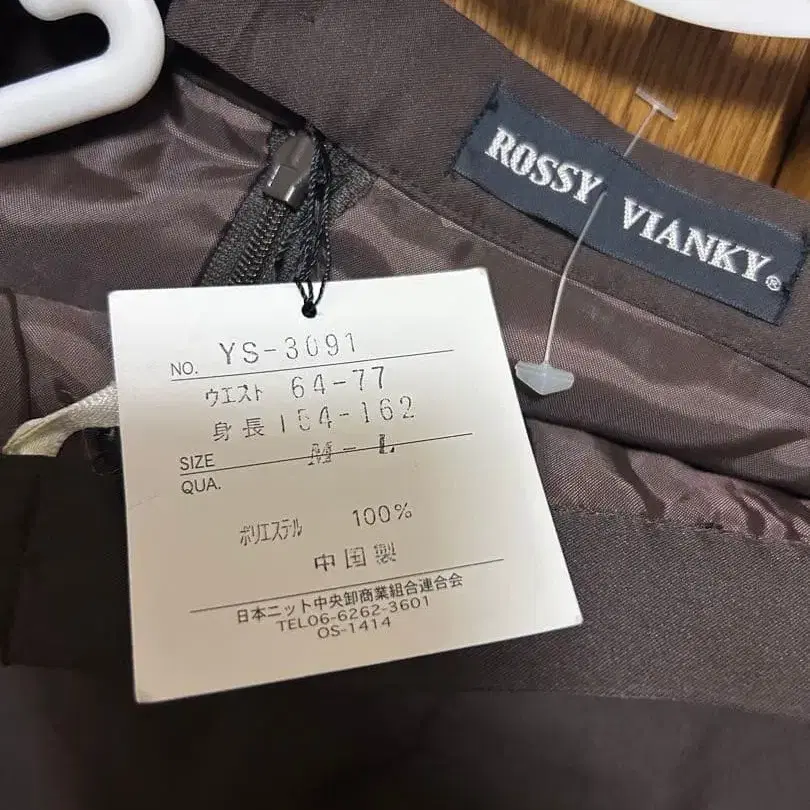 ROSSY VIANKY®
NO. YS-3091
ウエスト 64-77
身長 154-162
SIZE M - L
QUA.
ポリエステル 100%
中国製
日本ニット中央卸商業組合連合会
TEL06-6262-3601
OS-1414